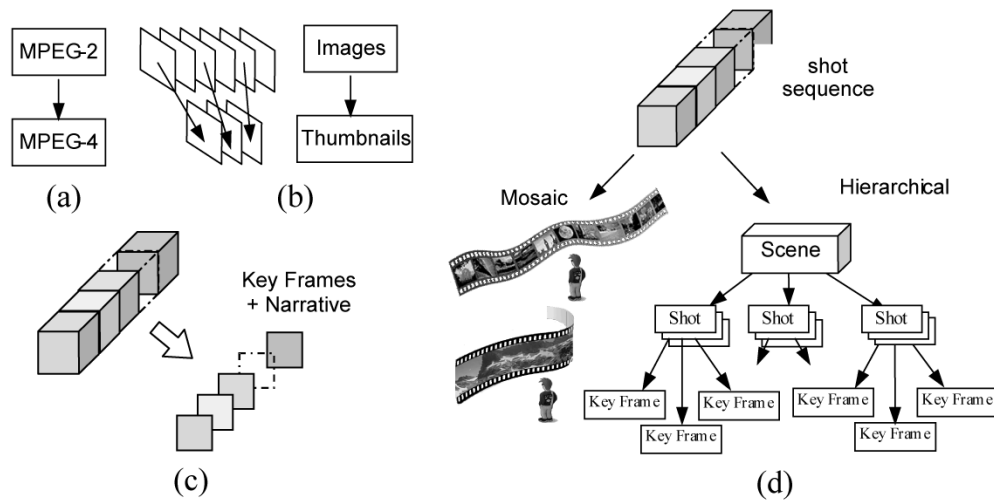 MPEG-2
MPEG-4
(a)
Images
Thumbnails
(b)
Key Frames
+ Narrative
(c)
shot
sequence
Mosaic
Hierarchical
Scene
Shot
Shot
Shot
Key Frame
Key Frame
Key Frame
Key Frame
Key Frame
Key Frame
(d)